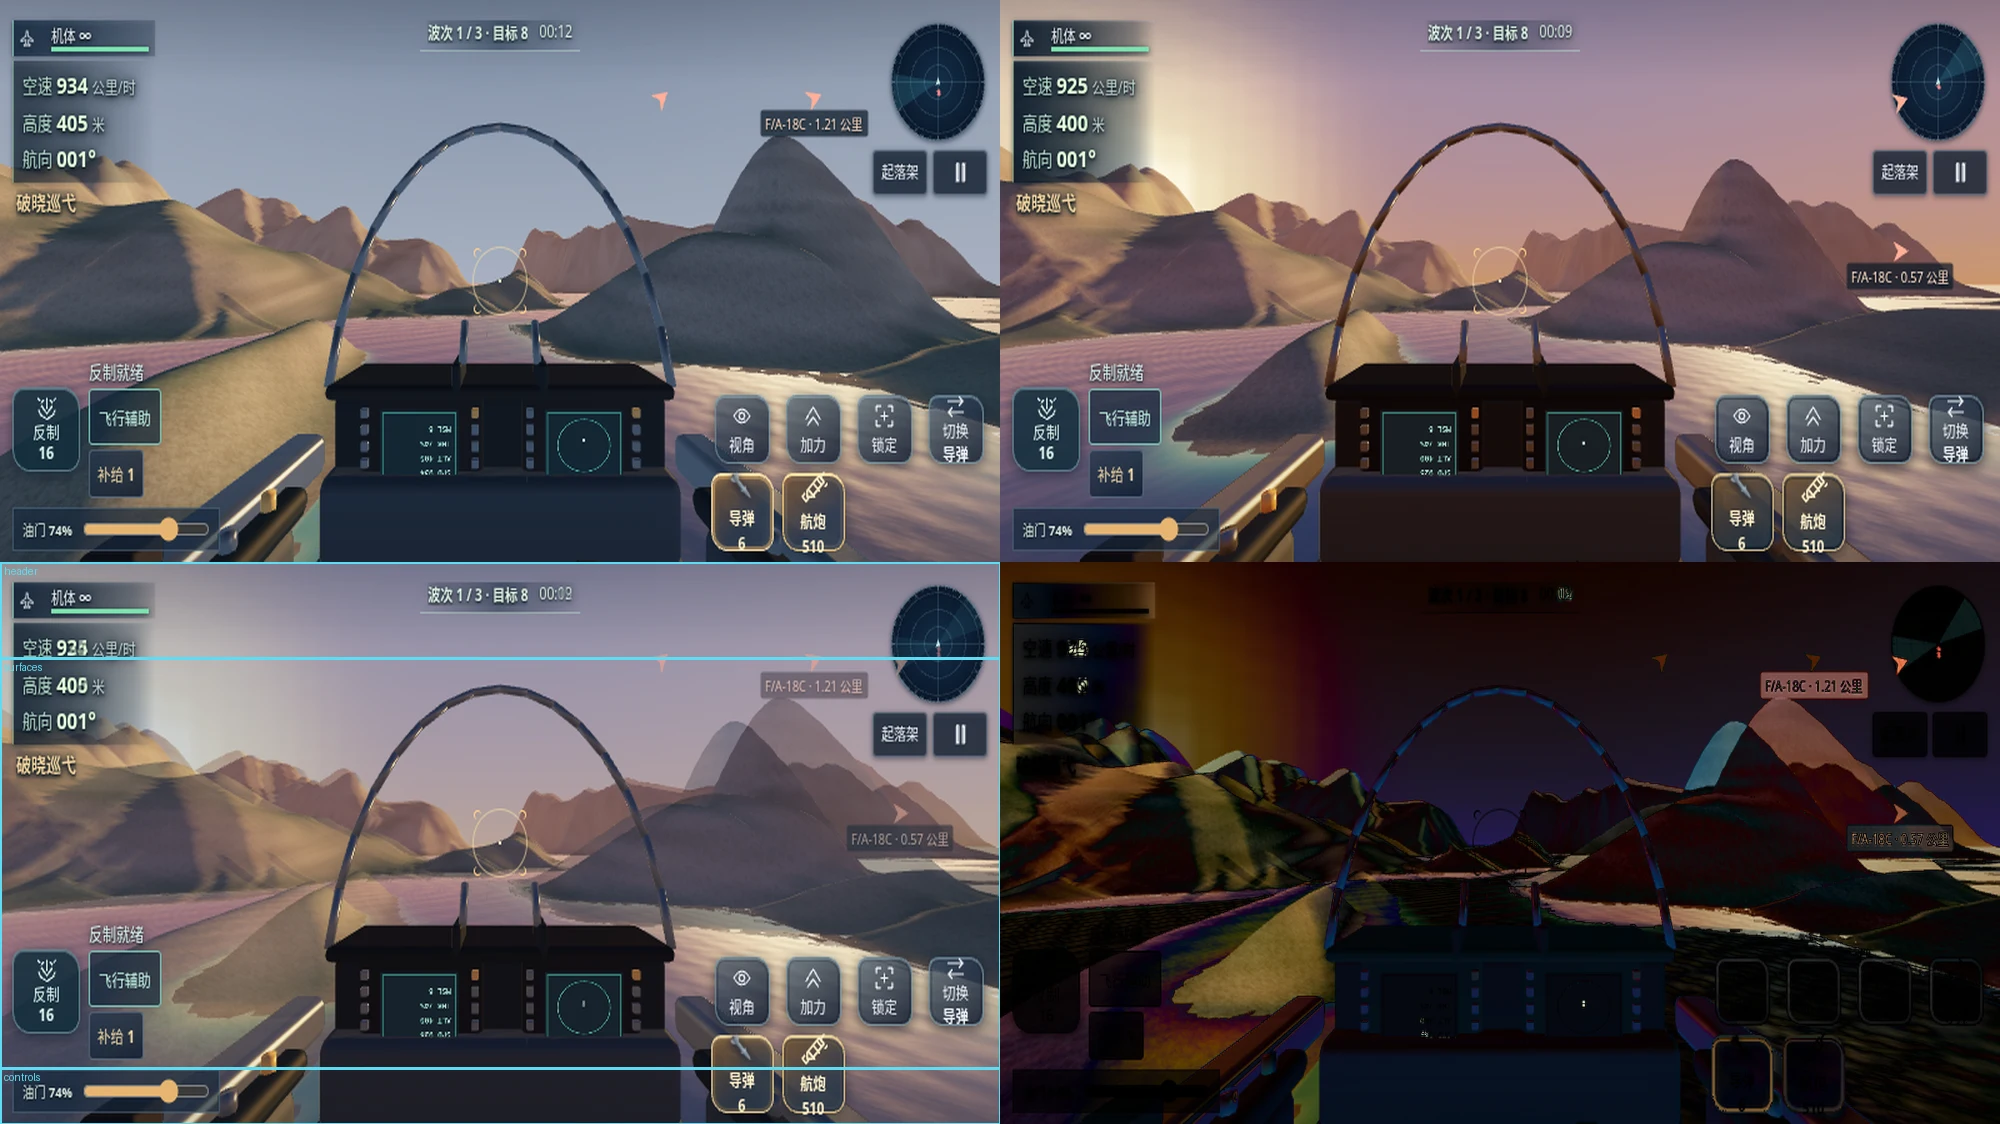 机体 ∞
波次 1 / 3 · 目标 8 00:12
空速 934 公里/时
高度 405 米
航向 001°
破晓巡弋
F/A-18C · 1.21 公里
起落架
反制就绪
反制
16
飞行辅助
补给 1
油门 74%
视角
加力
锁定
切换
导弹
导弹
6
航炮
510
机体 ∞
波次 1 / 3 · 目标 8 00:09
空速 925 公里/时
高度 400 米
航向 001°
破晓巡弋
F/A-18C · 0.57 公里
起落架
反制就绪
反制
16
飞行辅助
补给 1
油门 74%
视角
加力
锁定
切换
导弹
导弹
6
航炮
510
header
机体 ∞
波次 1 / 3 · 目标 8
空速 公里/时
surfaces
高度 米
航向 001°
破晓巡弋
F/A-18C · 1.21 公里
起落架
F/A-18C · 0.57 公里
反制就绪
反制
16
飞行辅助
补给 1
controls
油门 74%
视角
加力
锁定
切换
导弹
导弹
6
航炮
510
F/A-18C · 1.21 公里
F/A-18C · 0.57 公里